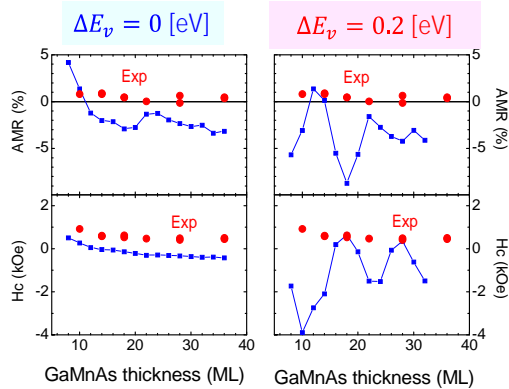 ΔE_v = 0 [eV]
ΔE_v = 0.2 [eV]
5
0
-5
AMR (%)
Exp
Exp
5
0
-5
AMR (%)
2
0
-2
-4
Hc (kOe)
Exp
Exp
2
0
-2
-4
Hc (kOe)
10 20 30 40
10 20 30 40
GaMnAs thickness (ML)
GaMnAs thickness (ML)